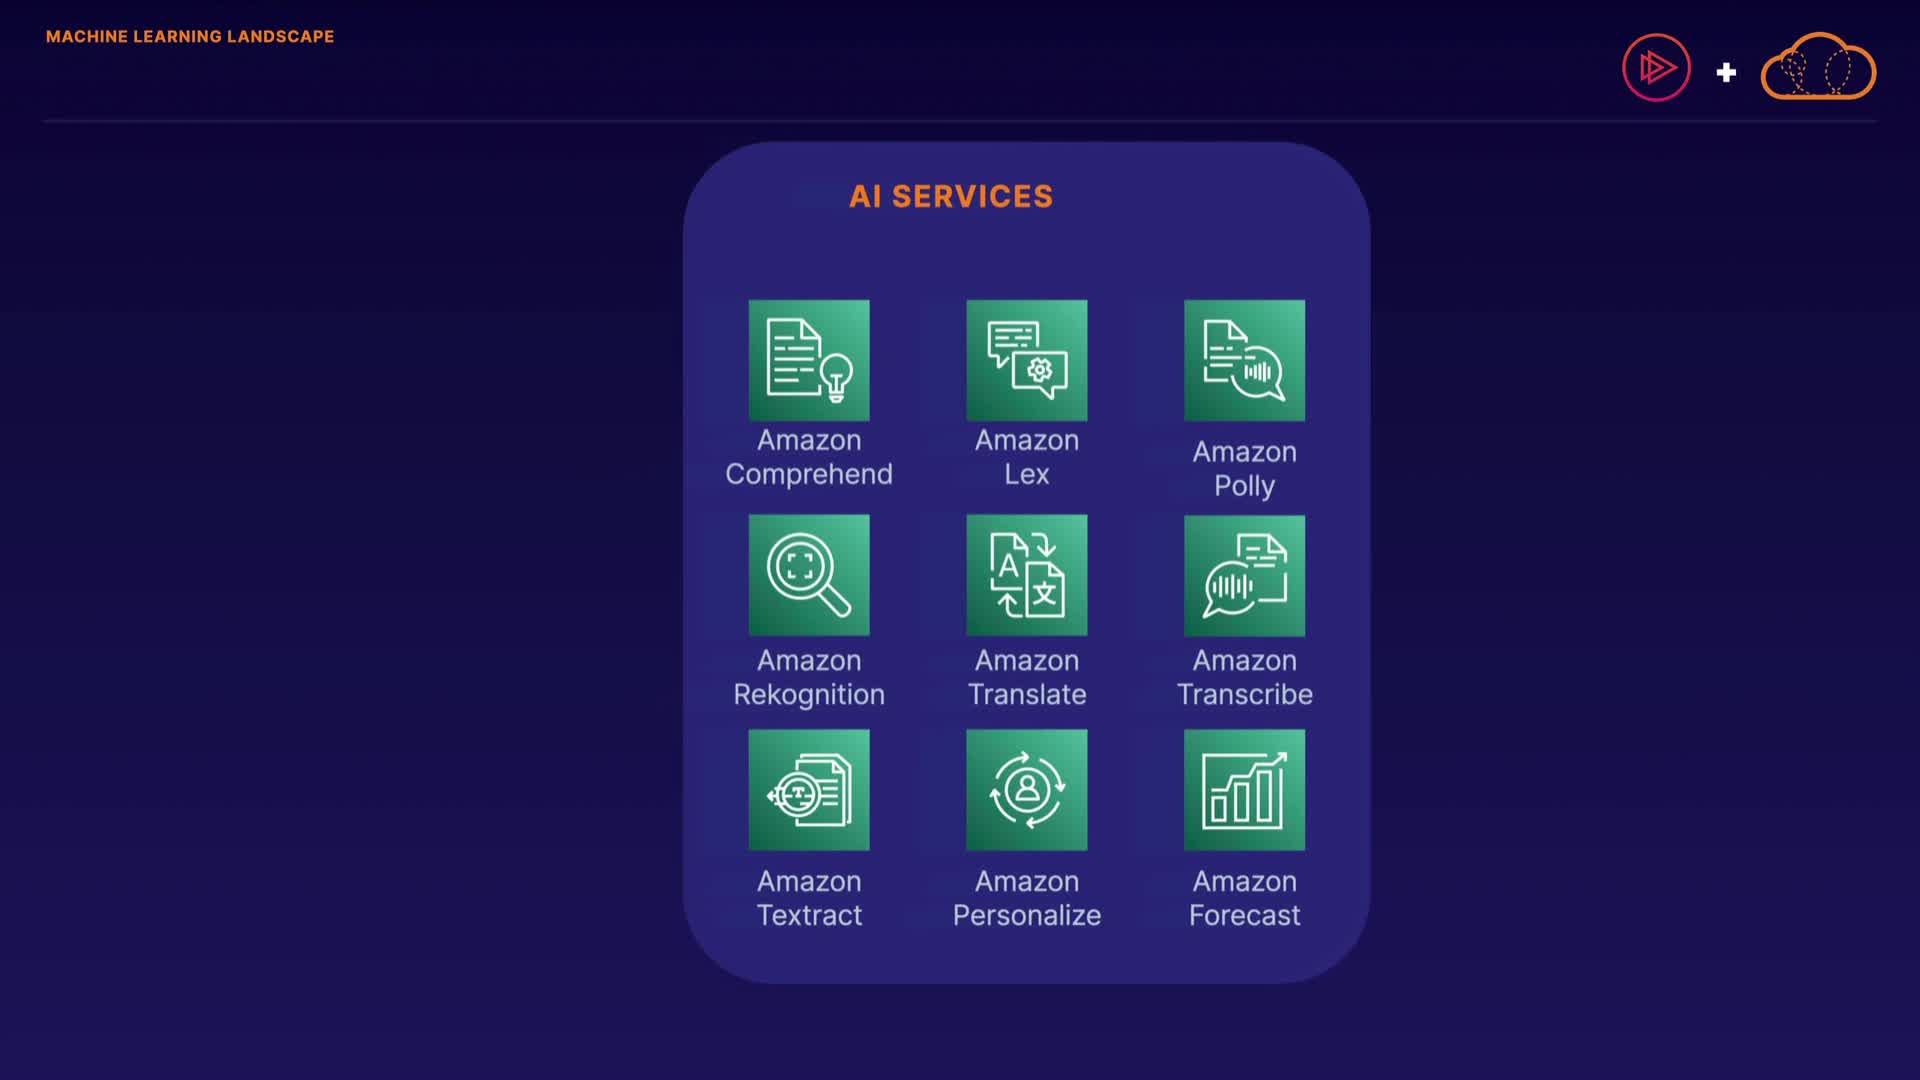 MACHINE LEARNING LANDSCAPE
AI SERVICES
Amazon
Comprehend
Amazon
Lex
Amazon
Polly
Amazon
Rekognition
Amazon
Translate
Amazon
Transcribe
Amazon
Textract
Amazon
Personalize
Amazon
Forecast